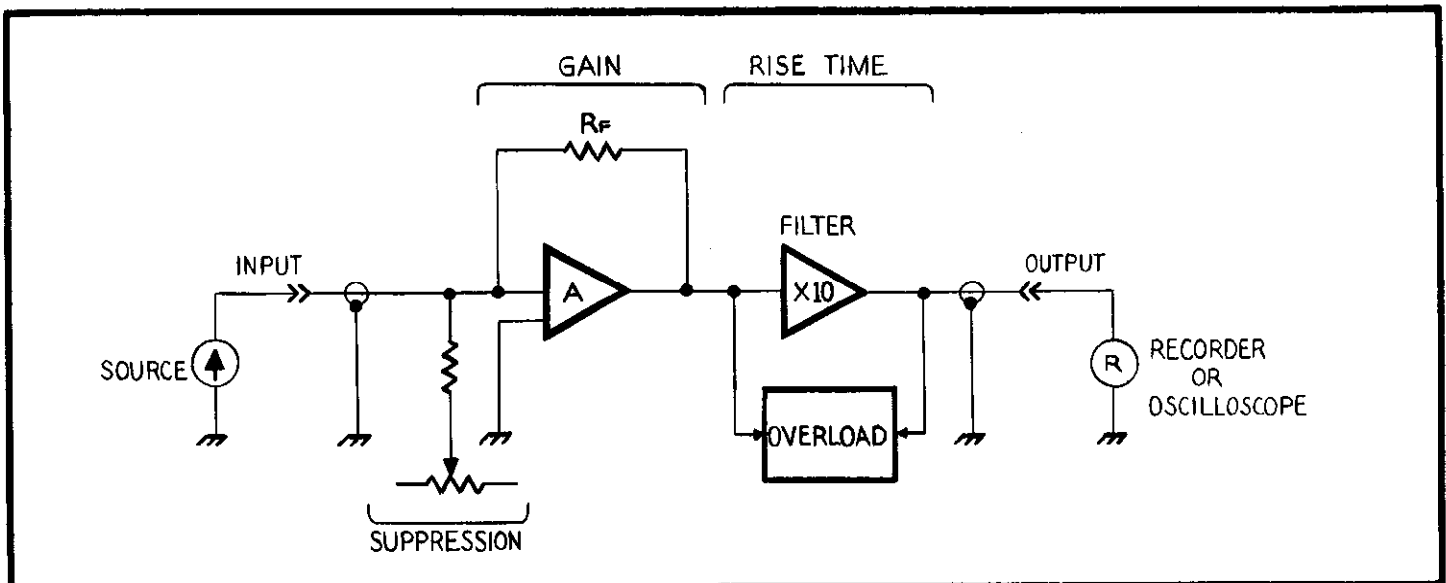 GAIN
RISE TIME
RF
FILTER
INPUT
A
X10
OUTPUT
SOURCE
R
RECORDER
OR
OSCILLOSCOPE
OVERLOAD
SUPPRESSION